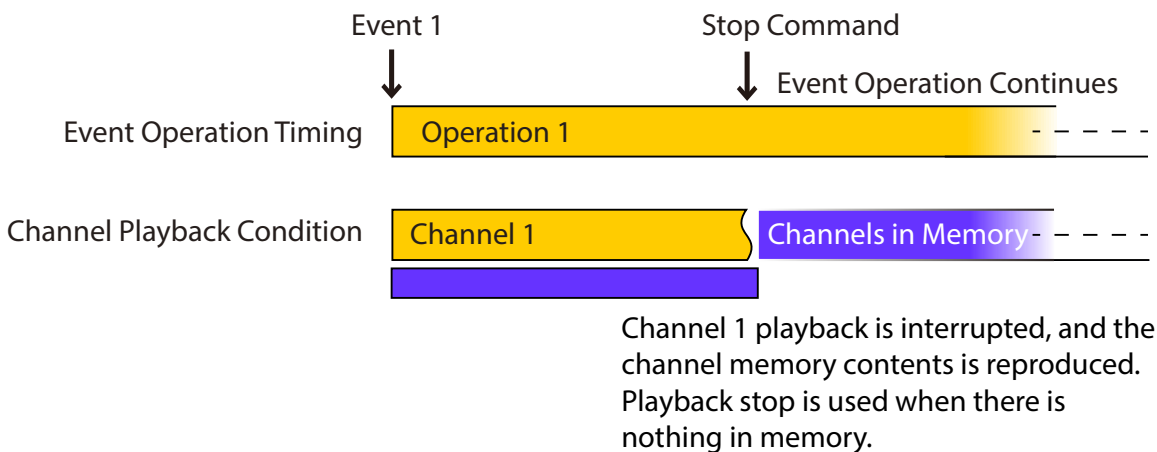 Event 1
Stop Command
Event Operation Continues
Event Operation Timing
Operation 1
Channel Playback Condition
Channel 1
Channels in Memory
Channel 1 playback is interrupted, and the
channel memory contents is reproduced.
Playback stop is used when there is
nothing in memory.